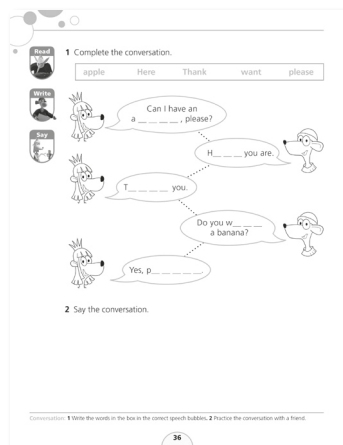 Read
1 Complete the conversation.
apple Here Thank want please
Write
Can I have an
a _ _ _ _, please?
Say
H_ _ _ you are.
T_ _ _ _ you.
Do you w_ _ _
a banana?
Yes, p_ _ _ _ _.
2 Say the conversation.
Conversation: 1 Write the words in the box in the correct speech bubbles, 2 Practice the conversation with a friend.
36